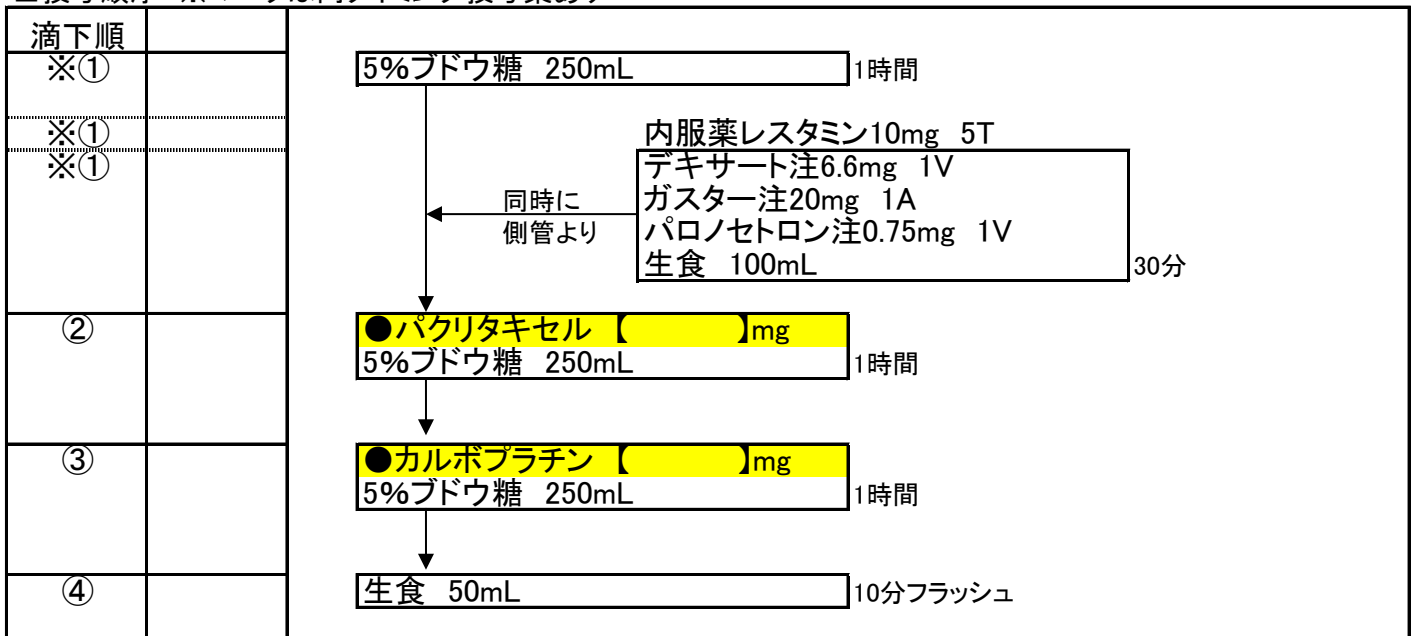 滴下順
※① 5%ブドウ糖 250mL 1時間
※① 内服薬レスタミン10mg 5T
※① デキサート注6.6mg 1V
同時に ガスター注20mg 1A
側管より パロノセトロン注0.75mg 1V
生食 100mL 30分
② ●パクリタキセル 【 】mg
5%ブドウ糖 250mL 1時間
③ ●カルボプラチン 【 】mg
5%ブドウ糖 250mL 1時間
④ 生食 50mL 10分フラッシュ